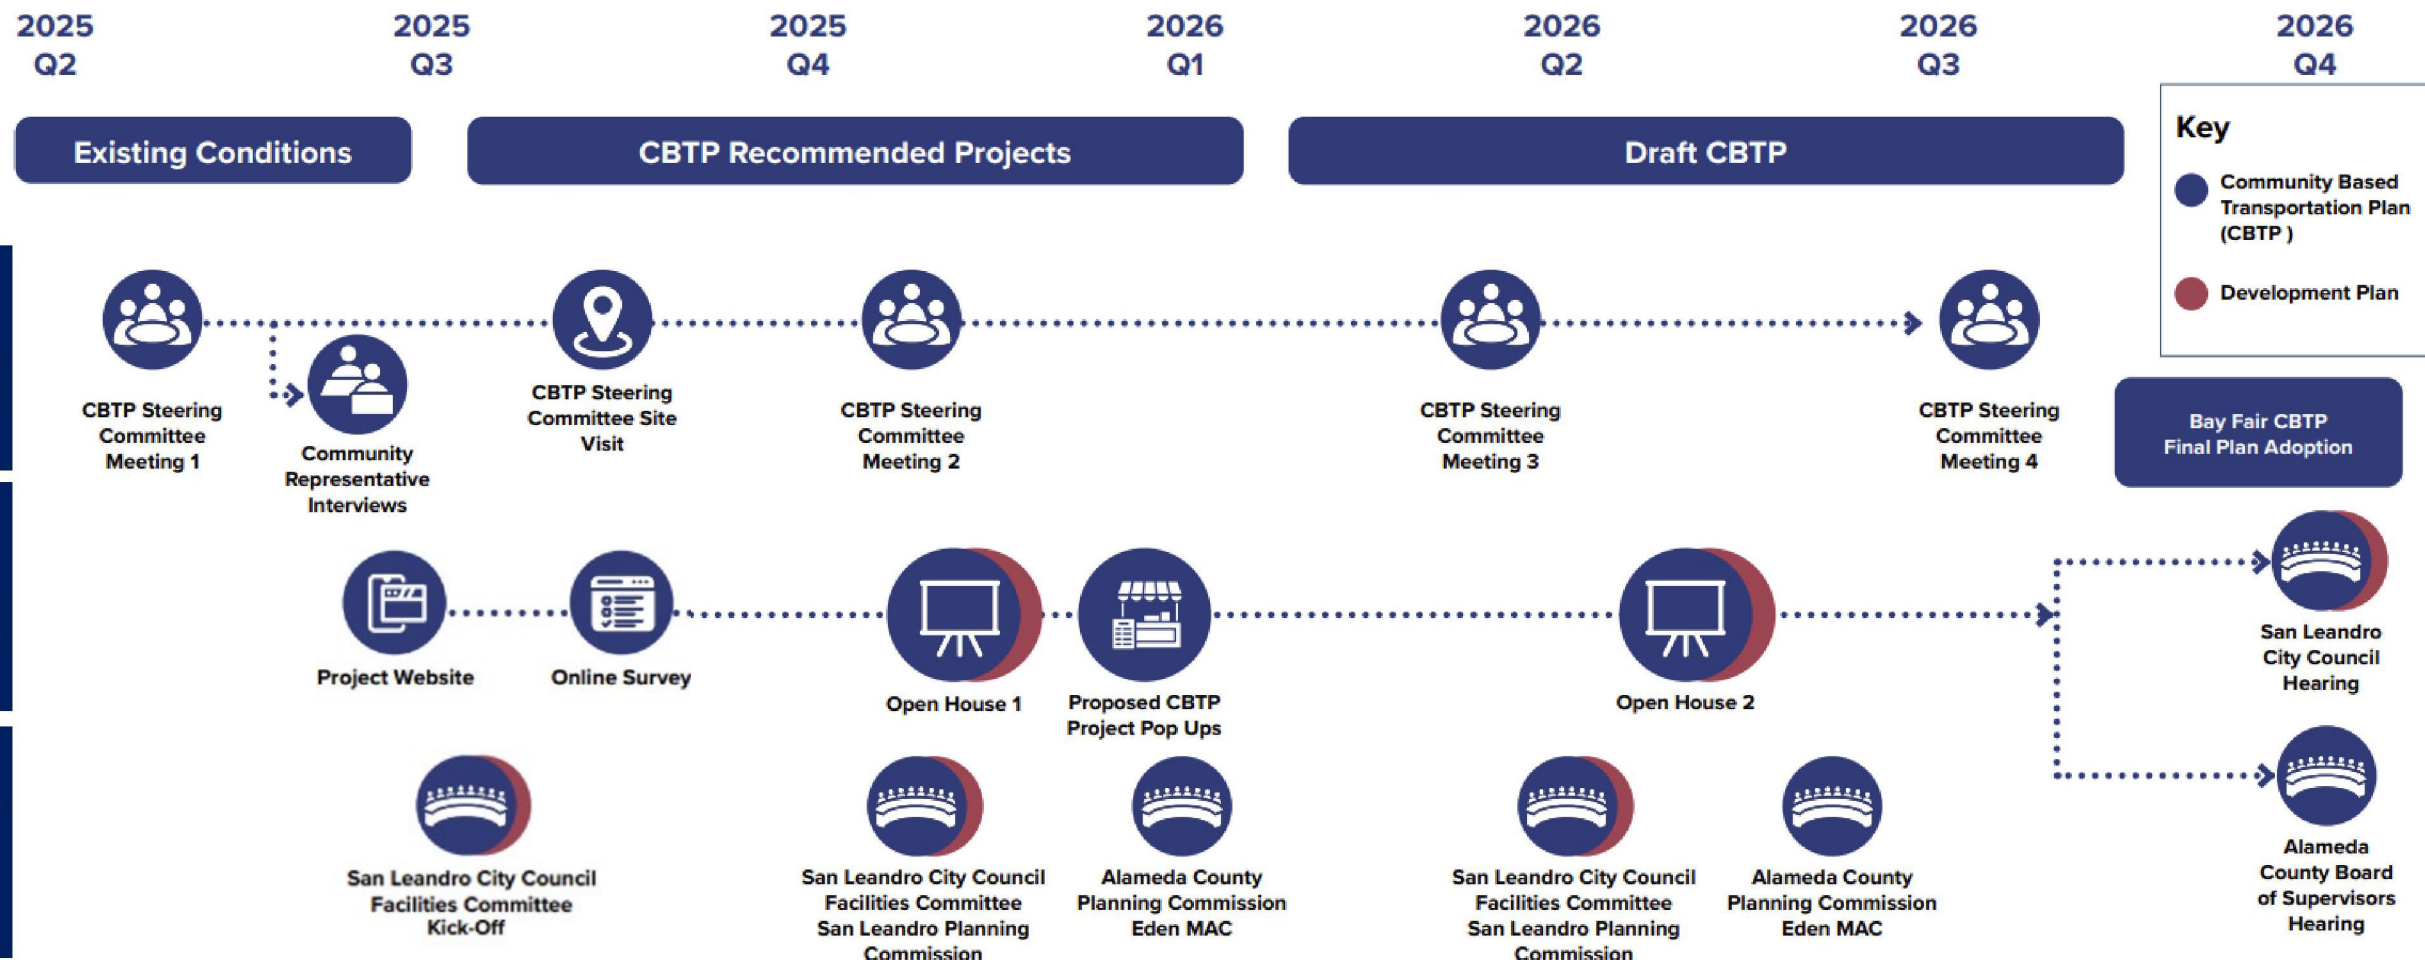 2025
Q2
2025
Q3
2025
Q4
2026
Q1
2026
Q2
2026
Q3
2026
Q4
Existing Conditions
CBTP Recommended Projects
Draft CBTP
Key
Community Based
Transportation Plan
(CBTP )
Development Plan
CBTP Steering
Committee
Meeting 1
Community
Representative
Interviews
CBTP Steering
Committee Site
Visit
CBTP Steering
Committee
Meeting 2
CBTP Steering
Committee
Meeting 3
CBTP Steering
Committee
Meeting 4
Bay Fair CBTP
Final Plan Adoption
Project Website
Online Survey
Open House 1
Proposed CBTP
Project Pop Ups
Open House 2
San Leandro
City Council
Hearing
San Leandro City Council
Facilities Committee
Kick-Off
San Leandro City Council
Facilities Committee
San Leandro Planning
Commission
Alameda County
Planning Commission
Eden MAC
San Leandro City Council
Facilities Committee
San Leandro Planning
Commission
Alameda County
Planning Commission
Eden MAC
Alameda
County Board
of Supervisors
Hearing